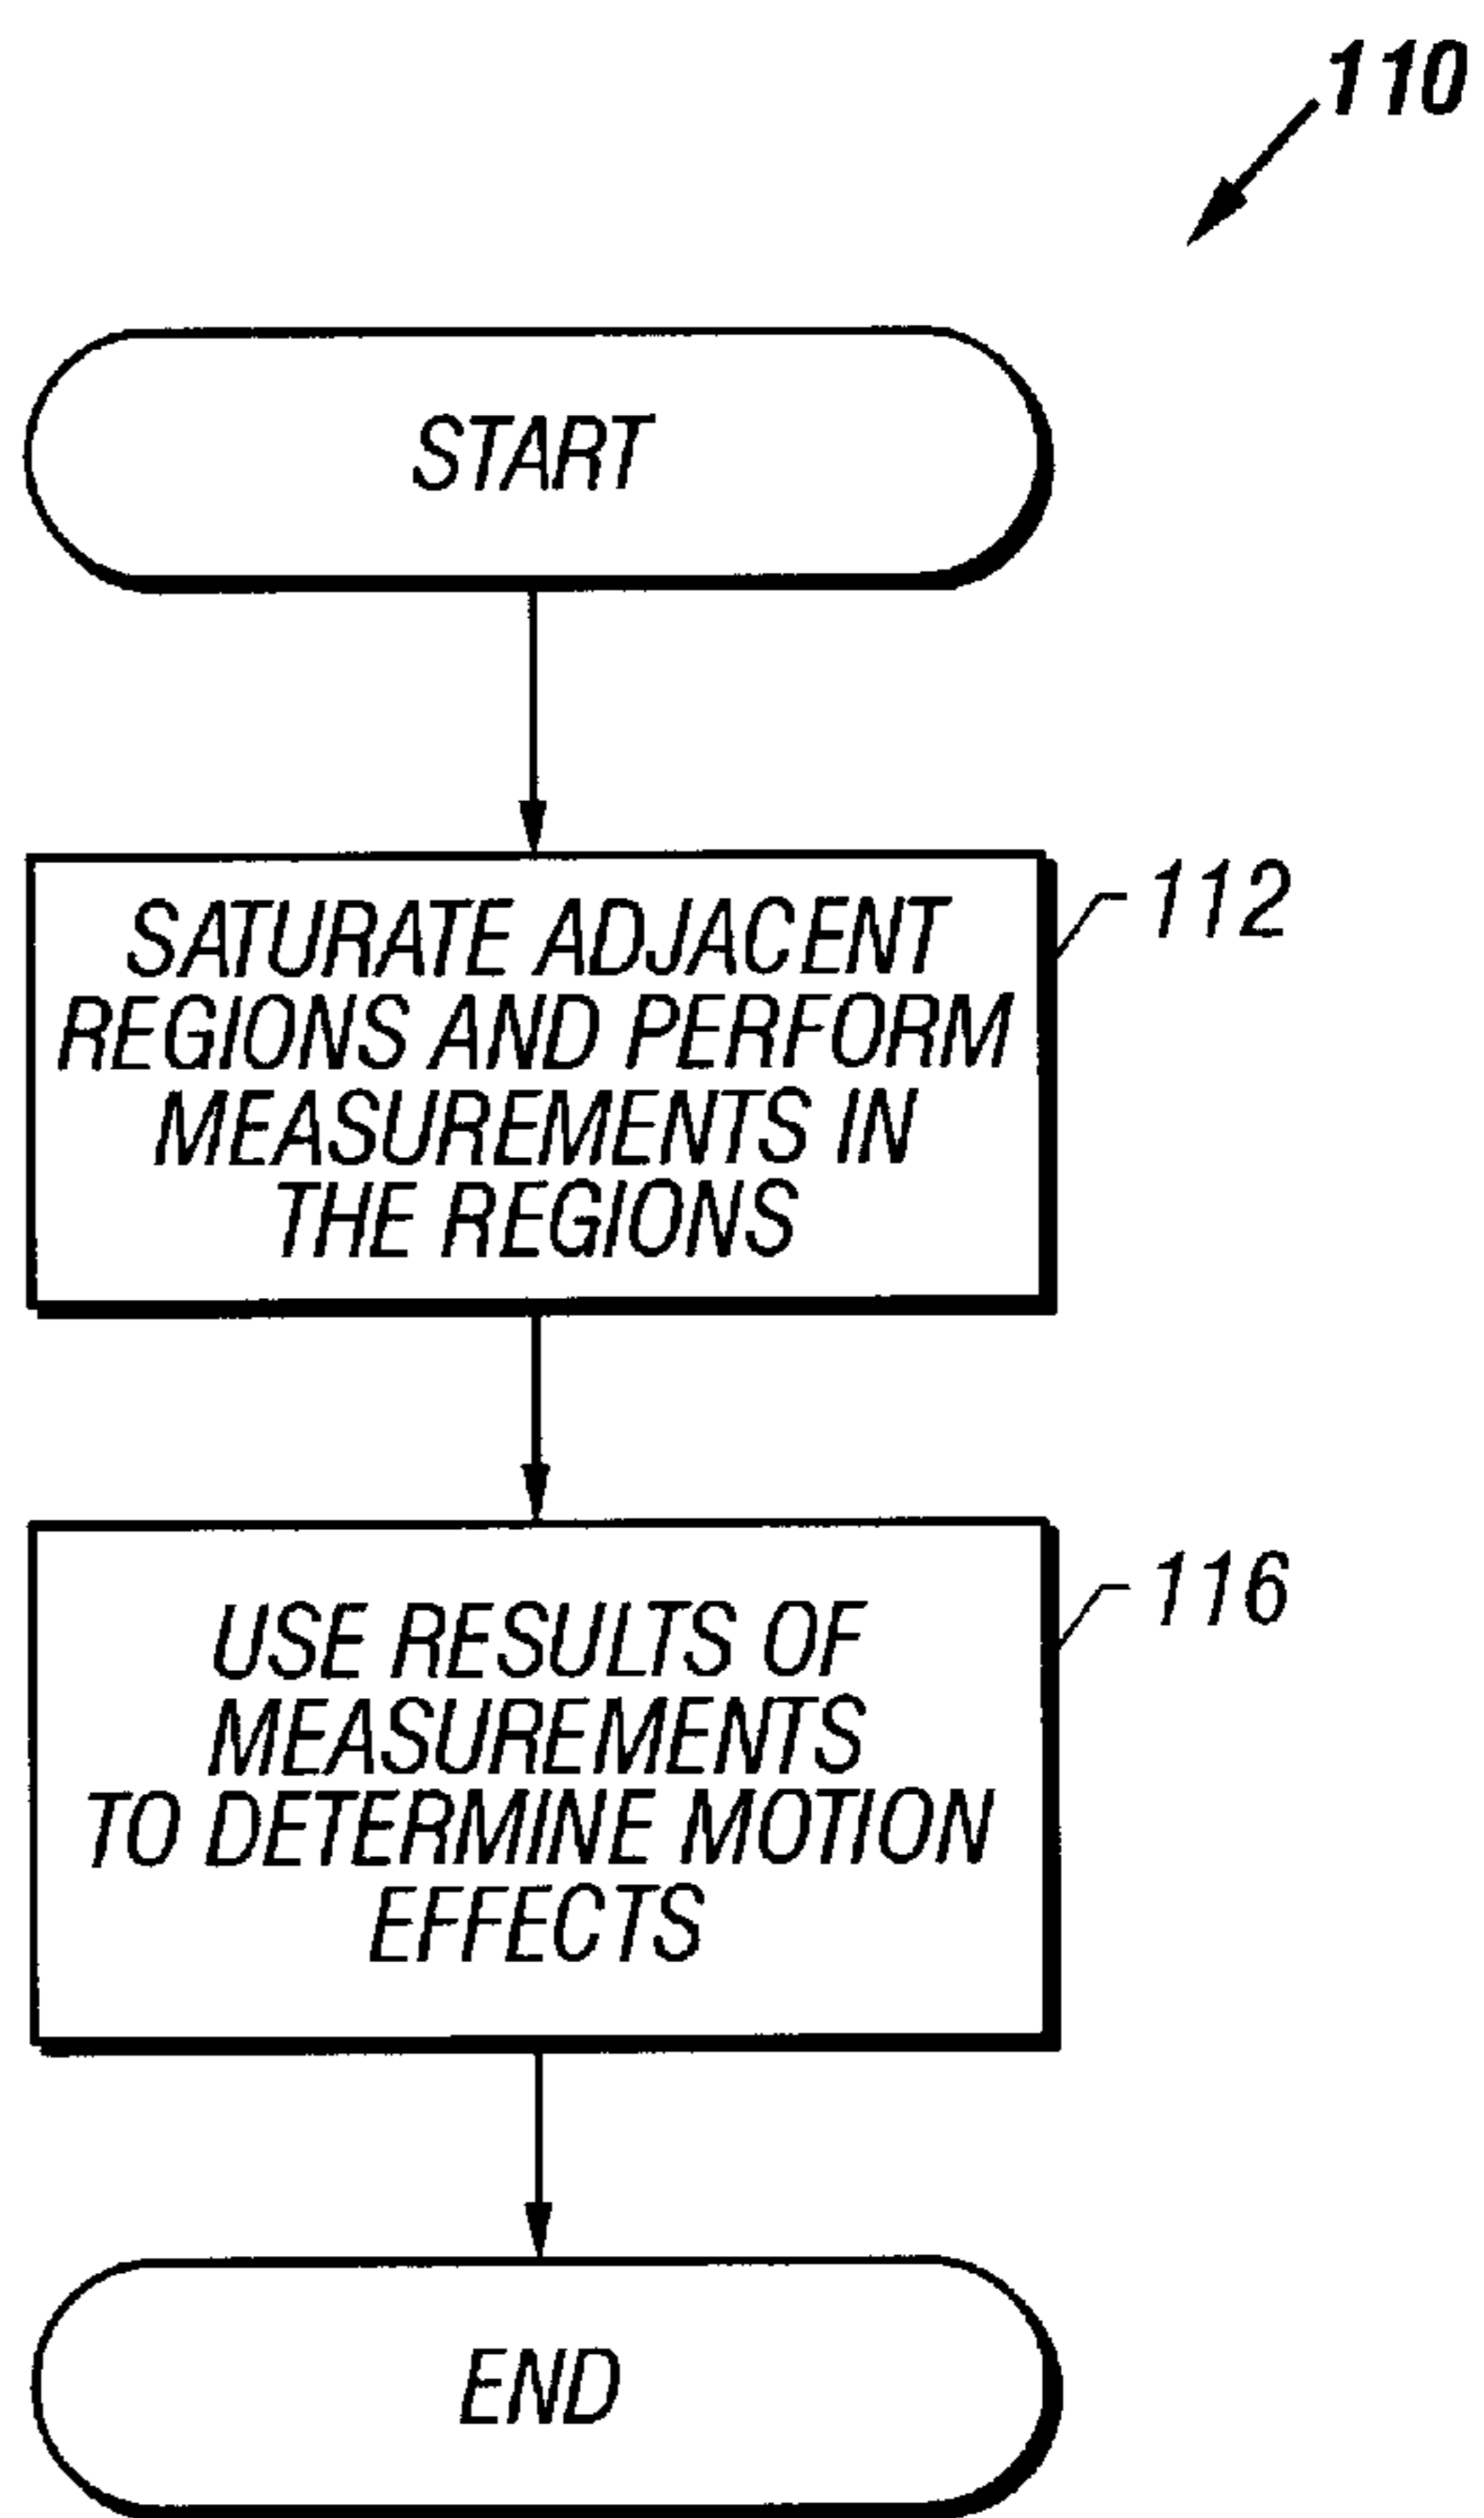 110
START
SATURATE ADJACENT
REGIONS AND PERFORM
MEASUREMENTS IN
THE REGIONS
112
USE RESULTS OF
MEASUREMENTS
TO DETERMINE MOTION
EFFECTS
116
END